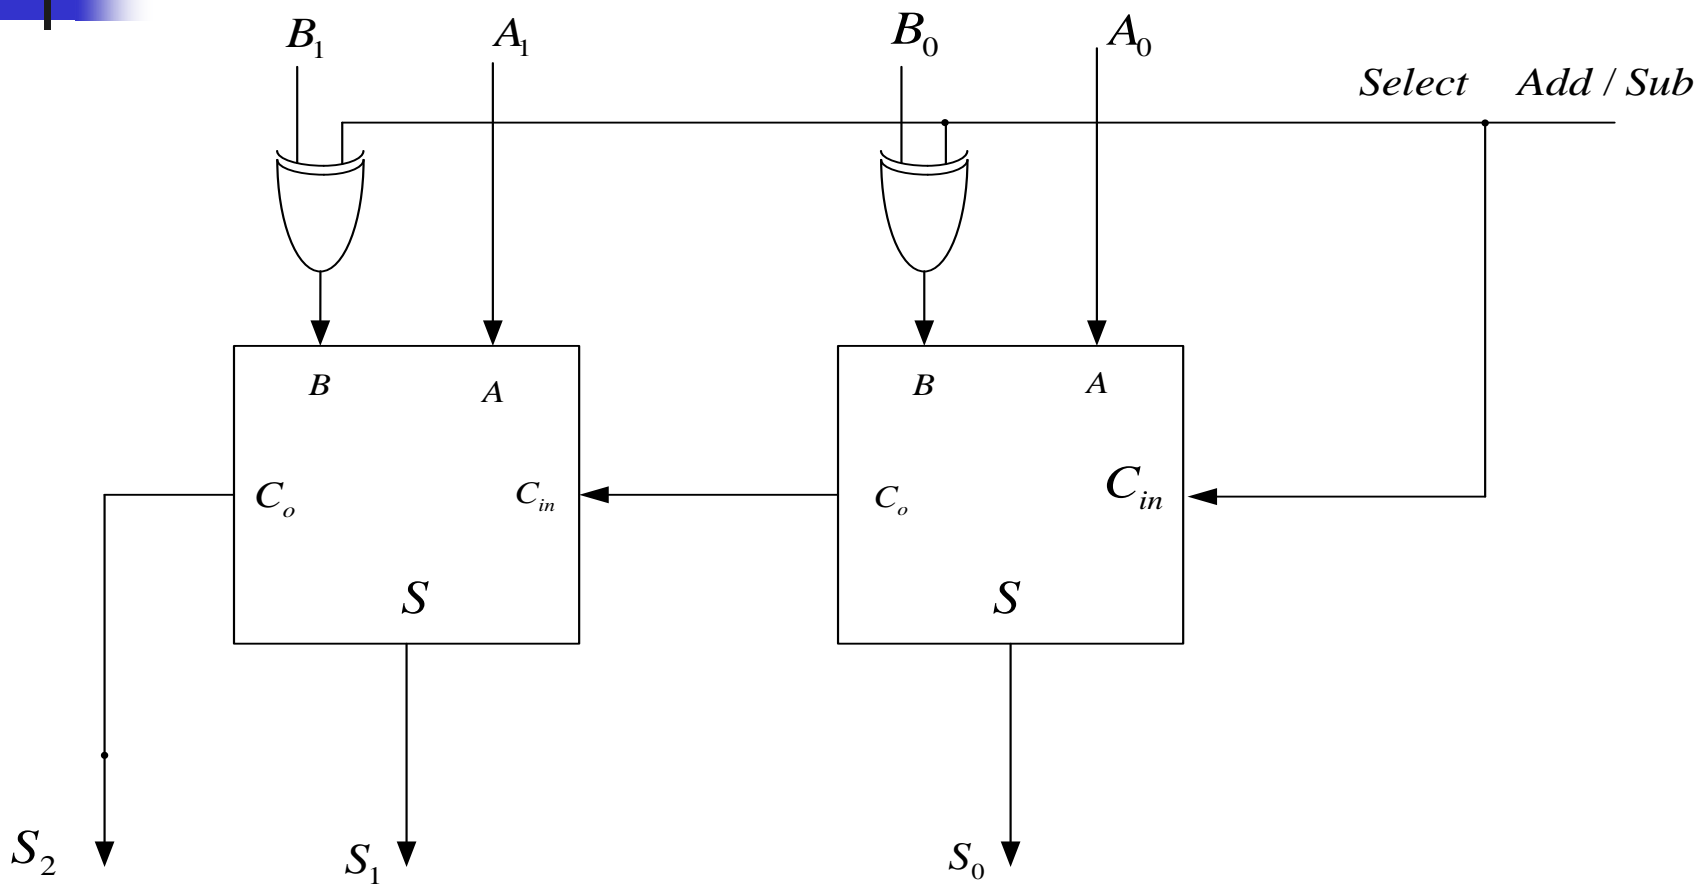 B₁ A₁ B₀ A₀
Select Add / Sub
B A B A
Cₒ Cᵢₙ Cₒ Cᵢₙ
S S
S₂ S₁ S₀